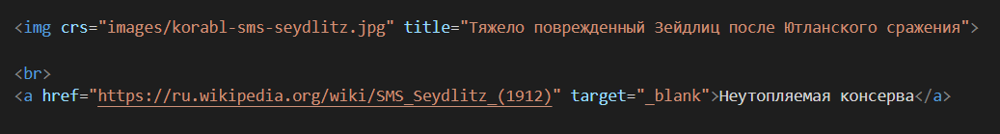 <img crs="images/korabl-sms-seydlitz.jpg" title="Тяжело поврежденный Зейдлиц после Ютланского сражения">
<br>
<a href="https://ru.wikipedia.org/wiki/SMS_Seydlitz_(1912)" target="_blank">Неутопляемая консерва</a>